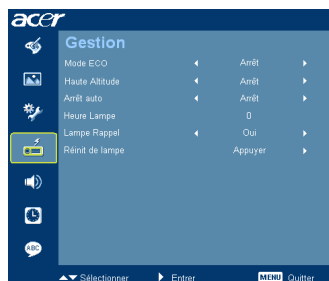 acer
Gestion
Mode ECO Arrêt
Haute Altitude Arrêt
Arrêt auto Arrêt
Heure Lampe 0
Lampe Rappel Oui
Réinit de lampe Appuyer
ABC
Sélectionner Entrer MENU Quitter